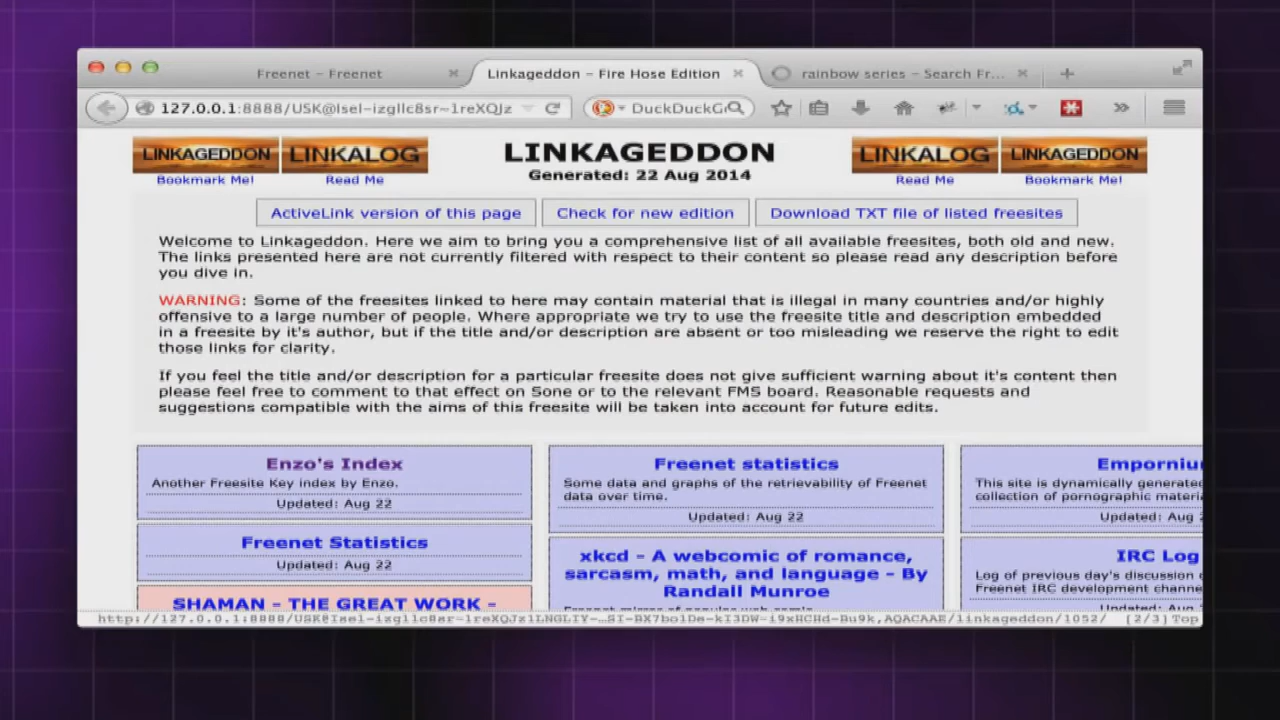 Freenet - Freenet
Linkageddon - Fire Hose Edition
rainbow series - Search Fr...
127.0.0.1:8888/USK@Isel-izgllc8sr~1reXQJz
DuckDuckG
LINKAGEDDON
LINKALOG
LINKAGEDDON
LINKALOG
LINKAGEDDON
Bookmark Me!
Read Me
Generated: 22 Aug 2014
Read Me
Bookmark Me!
ActiveLink version of this page
Check for new edition
Download TXT file of listed freesites
Welcome to Linkageddon. Here we aim to bring you a comprehensive list of all available freesites, both old and new.
The links presented here are not currently filtered with respect to their content so please read any description before
you dive in.
WARNING: Some of the freesites linked to here may contain material that is illegal in many countries and/or highly
offensive to a large number of people. Where appropriate we try to use the freesite title and description embedded
in a freesite by it's author, but if the title and/or description are absent or too misleading we reserve the right to edit
those links for clarity.
If you feel the title and/or description for a particular freesite does not give sufficient warning about it's content then
please feel free to comment to that effect on Sone or to the relevant FMS board. Reasonable requests and
suggestions compatible with the aims of this freesite will be taken into account for future edits.
Enzo's Index
Another Freesite Key index by Enzo.
Updated: Aug 22
Freenet Statistics
Updated: Aug 22
SHAMAN - THE GREAT WORK -
Freenet statistics
Some data and graphs of the retrievability of Freenet
data over time.
Updated: Aug 22
xkcd - A webcomic of romance,
sarcasm, math, and language - By
Randall Munroe
Freenet mirror of popular web comic
Emporniu
This site is dynamically generate
collection of pornographic materi
Updated: Aug 2
IRC Log
Log of previous day's discussion
Freenet IRC development channe
Updated: Aug
[2/3] Top